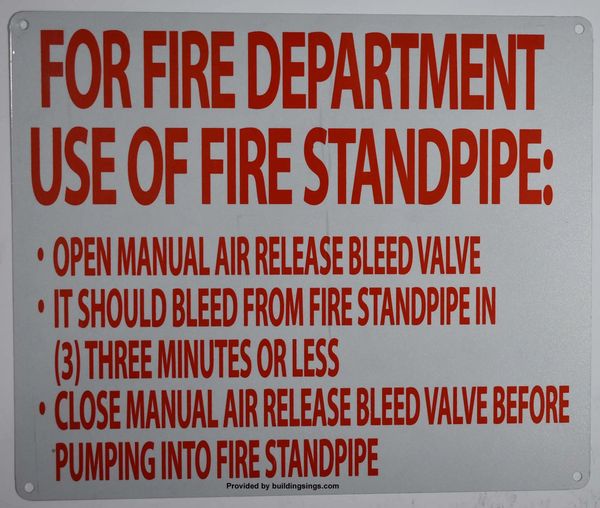 FOR FIRE DEPARTMENT
USE OF FIRE STANDPIPE:
• OPEN MANUAL AIR RELEASE BLEED VALVE
• IT SHOULD BLEED FROM FIRE STANDPIPE IN
(3) THREE MINUTES OR LESS
• CLOSE MANUAL AIR RELEASE BLEED VALVE BEFORE
PUMPING INTO FIRE STANDPIPE
Provided by buildingsings.com